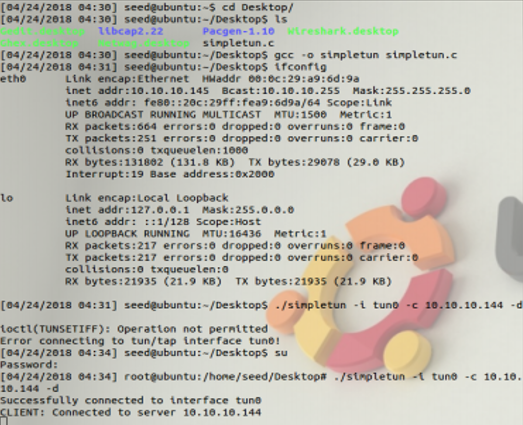 [04/24/2018 04:30] seed@ubuntu:~$ cd Desktop/
[04/24/2018 04:30] seed@ubuntu:~/Desktop$ ls
libcap2.22 Pacgen-1.10 Wireshark.desktop
simpletun.c
[04/24/2018 04:30] seed@ubuntu:~/Desktop$ gcc -o simpletun simpletun.c
[04/24/2018 04:31] seed@ubuntu:~/Desktop$ ifconfig
eth0 Link encap:Ethernet HWaddr 00:0c:29:a9:6d:9a
inet addr:10.10.10.145 Bcast:10.10.10.255 Mask:255.255.255.0
inet6 addr: fe80::20c:29ff:fea9:6d9a/64 Scope:Link
UP BROADCAST RUNNING MULTICAST MTU:1500 Metric:1
RX packets:664 errors:0 dropped:0 overruns:0 frame:0
TX packets:251 errors:0 dropped:0 overruns:0 carrier:0
collisions:0 txqueuelen:1000
RX bytes:131802 (131.8 KB) TX bytes:29078 (29.0 KB)
Interrupt:19 Base address:0x2000
lo Link encap:Local Loopback
inet addr:127.0.0.1 Mask:255.0.0.0
inet6 addr: ::1/128 Scope:Host
UP LOOPBACK RUNNING MTU:16436 Metric:1
RX packets:217 errors:0 dropped:0 overruns:0 frame:0
TX packets:217 errors:0 dropped:0 overruns:0 carrier:0
collisions:0 txqueuelen:0
RX bytes:21935 (21.9 KB) TX bytes:21935 (21.9 KB)
[04/24/2018 04:31] seed@ubuntu:~/Desktop$ ./simpletun -i tun0 -c 10.10.10.144 -d
ioctl(TUNSETIFF): Operation not permitted
Error connecting to tun/tap interface tun0!
[04/24/2018 04:34] seed@ubuntu:~/Desktop$ su
Password:
[04/24/2018 04:34] root@ubuntu:/home/seed/Desktop# ./simpletun -i tun0 -c 10.10.
10.144 -d
Successfully connected to interface tun0
CLIENT: Connected to server 10.10.10.144